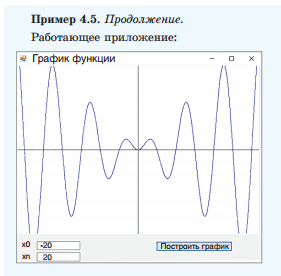 Пример 4.5. Продолжение.
Работающее приложение:
График функции
x0 -20
xn 20
Построить график